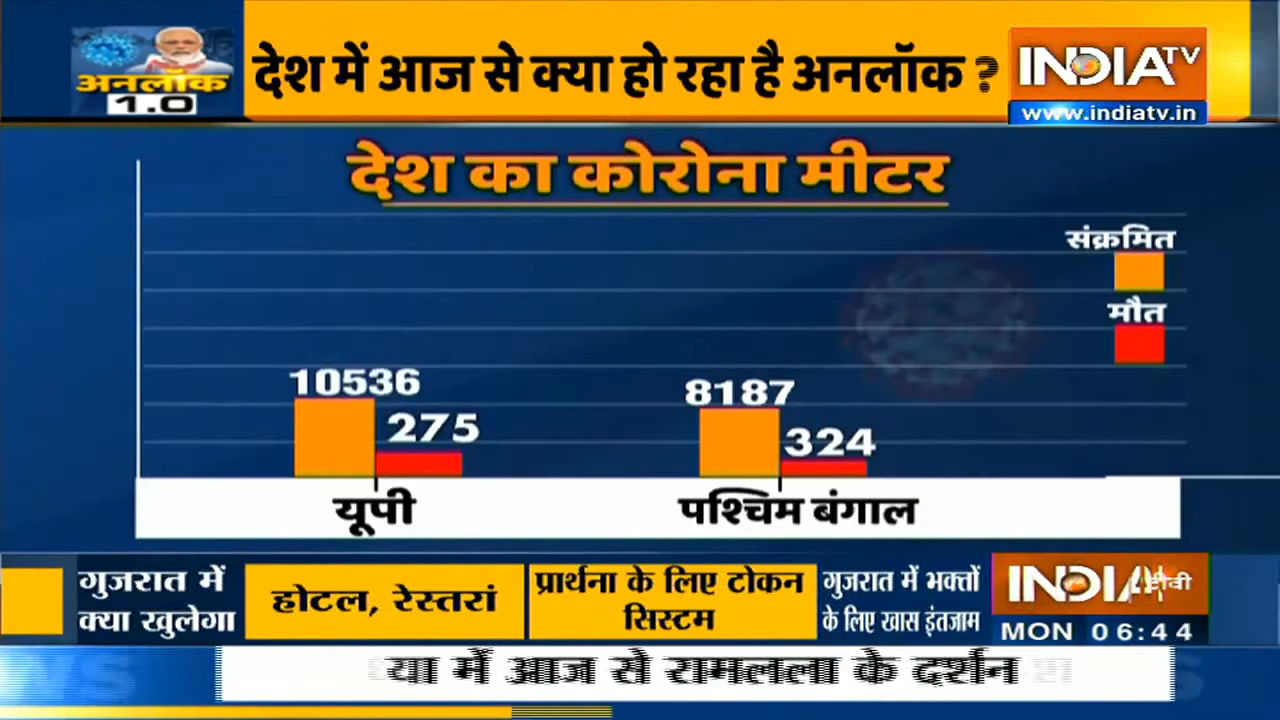 अनलॉक
1.0
देश में आज से क्या हो रहा है अनलॉक ?
INDIA TV
www.indiatv.in
देश का कोरोना मीटर
संक्रमित
मौत
10536
275
8187
324
यूपी
पश्चिम बंगाल
गुजरात में
क्या खुलेगा
होटल, रेस्तरां
प्रार्थना के लिए टोकन
सिस्टम
गुजरात में भक्तों
के लिए खास इंतजाम
MON 06:44
या में आज से रामलला के दर्शन